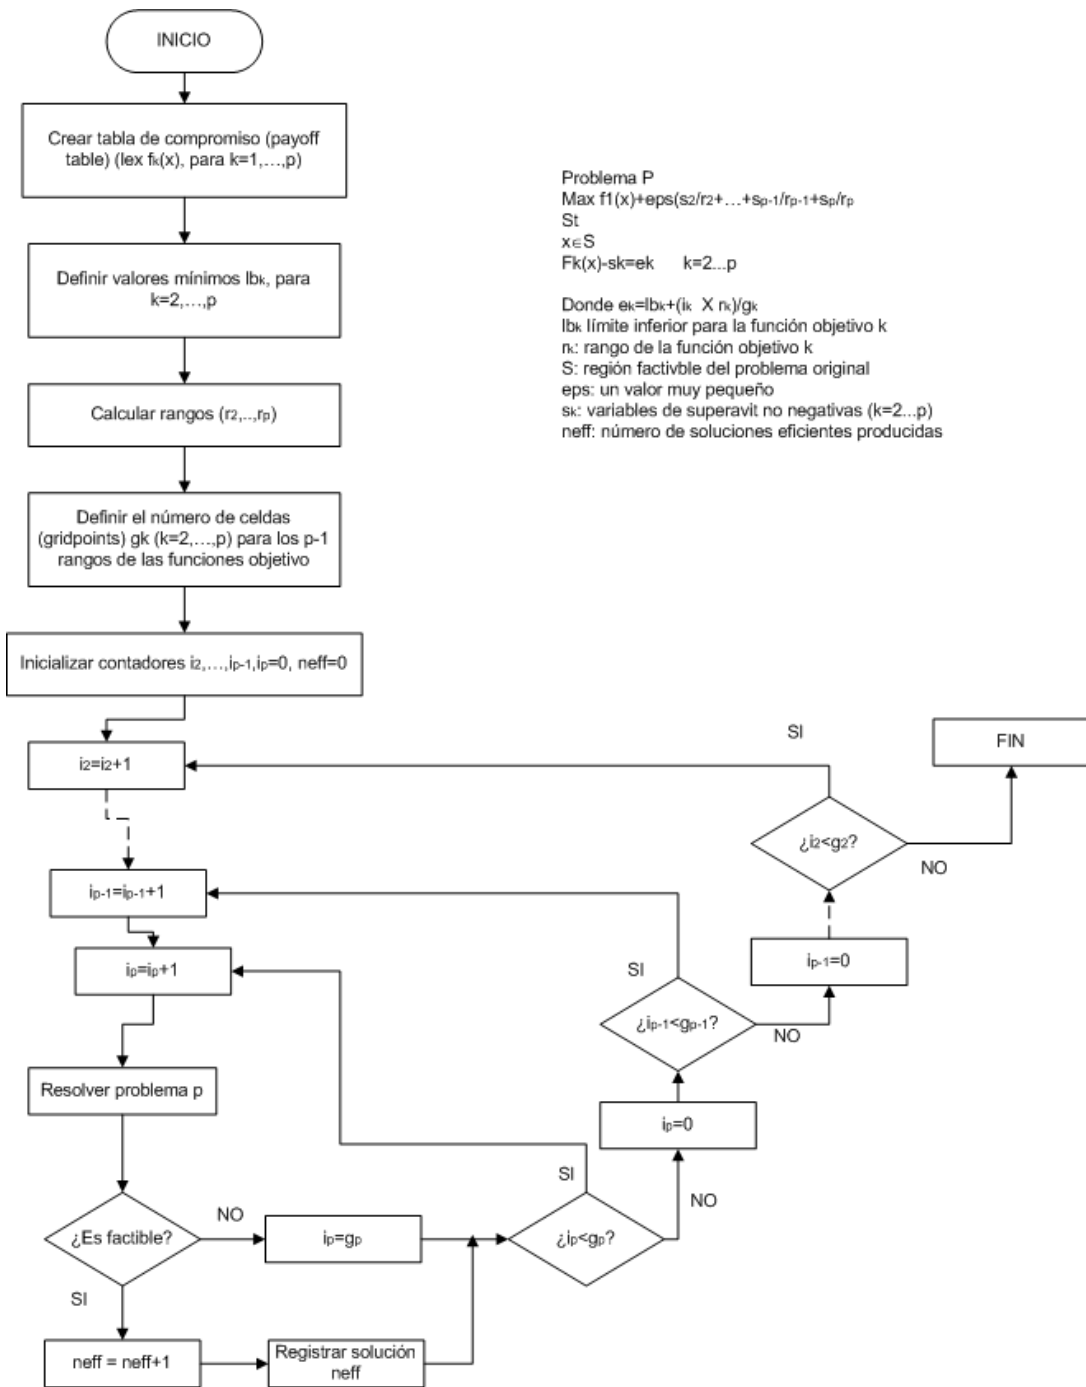 INICIO
Crear tabla de compromiso (payoff
table) (lex fk(x), para k=1,...,p)
Definir valores mínimos lbk, para
k=2,...,p
Calcular rangos (r2,..,rp)
Definir el número de celdas
(gridpoints) gk (k=2,...,p) para los p-1
rangos de las funciones objetivo
Inicializar contadores i2,...,ip-1,ip=0, neff=0
i2=i2+1
ip-1=ip-1+1
ip=ip+1
Resolver problema p
¿Es factible?
NO
SI
ip=gp
neff = neff+1
Registrar solución
neff
¿ip<gp?
SI
NO
ip=0
¿ip-1<gp-1?
SI
NO
ip-1=0
¿i2<g2?
SI
NO
FIN
Problema P
Max f1(x)+eps(s2/r2+...+sp-1/rp-1+sp/rp
St
x∈S
Fk(x)-sk=ek k=2...p
Donde ek=lbk+(ik X rk)/gk
lbk límite inferior para la función objetivo k
rk: rango de la función objetivo k
S: región factivble del problema original
eps: un valor muy pequeño
sk: variables de superavit no negativas (k=2...p)
neff: número de soluciones eficientes producidas